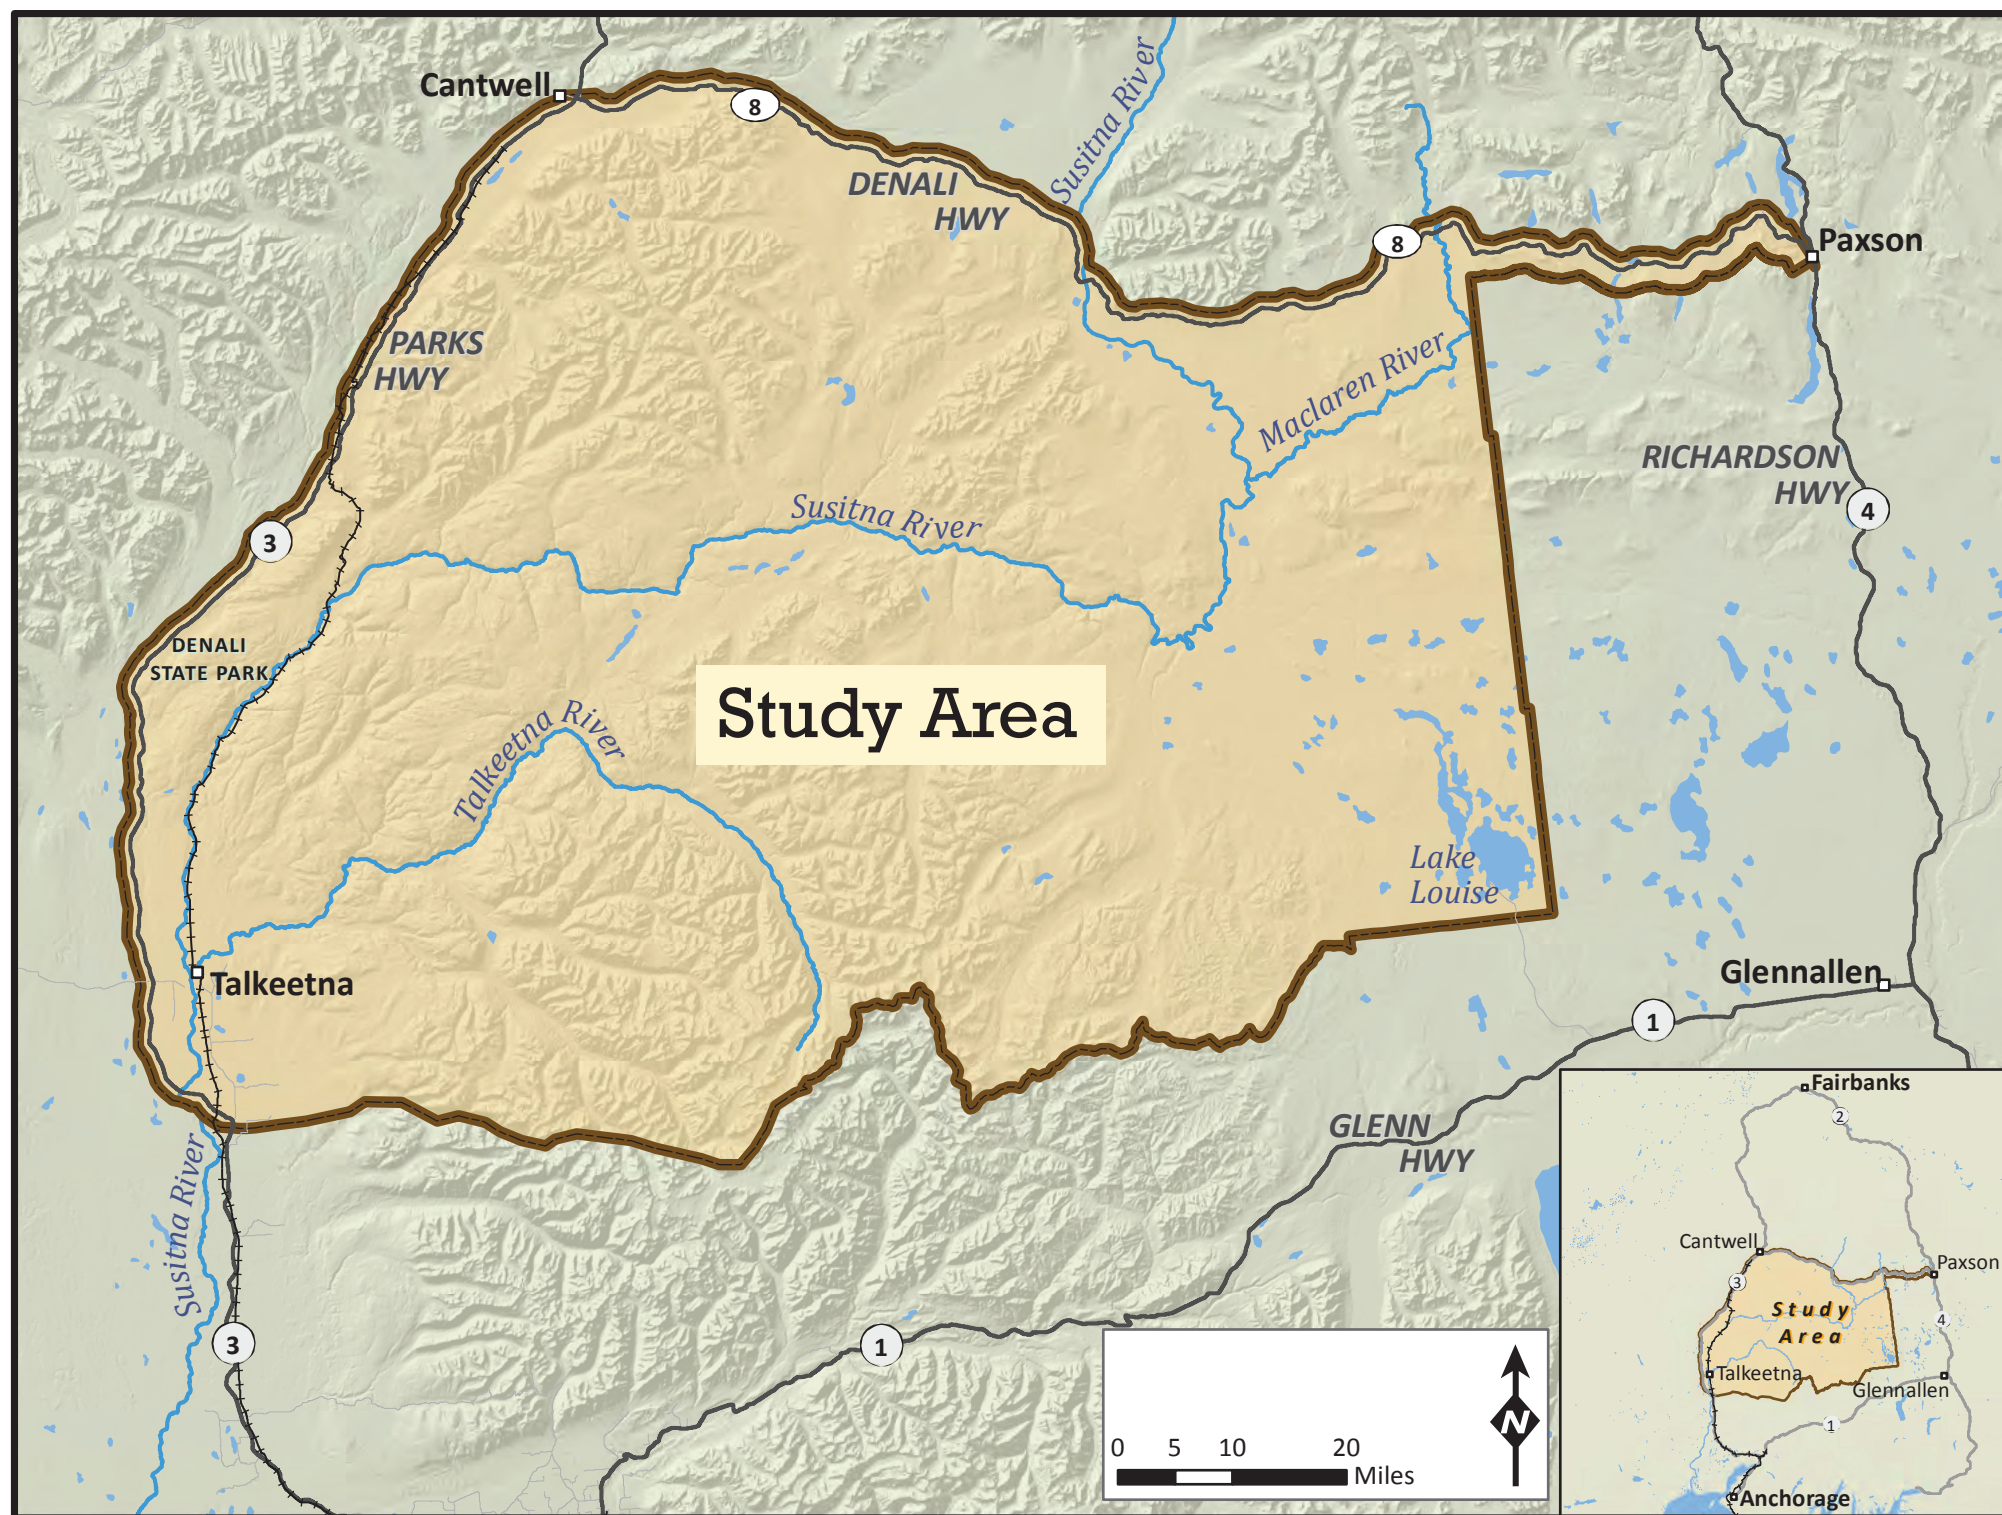 Cantwell
8
Susitna River
DENALI
HWY
8
Paxson
PARKS
HWY
Maclaren River
RICHARDSON
HWY
4
Susitna River
3
DENALI
STATE PARK
Study Area
Talkeetna River
Lake
Louise
Talkeetna
Glennallen
1
GLENN
HWY
Susitna River
3
1
0 5 10 20
Miles
N
Fairbanks
2
Cantwell
Paxson
3
Study
Area
4
Talkeetna
Glennallen
1
Anchorage